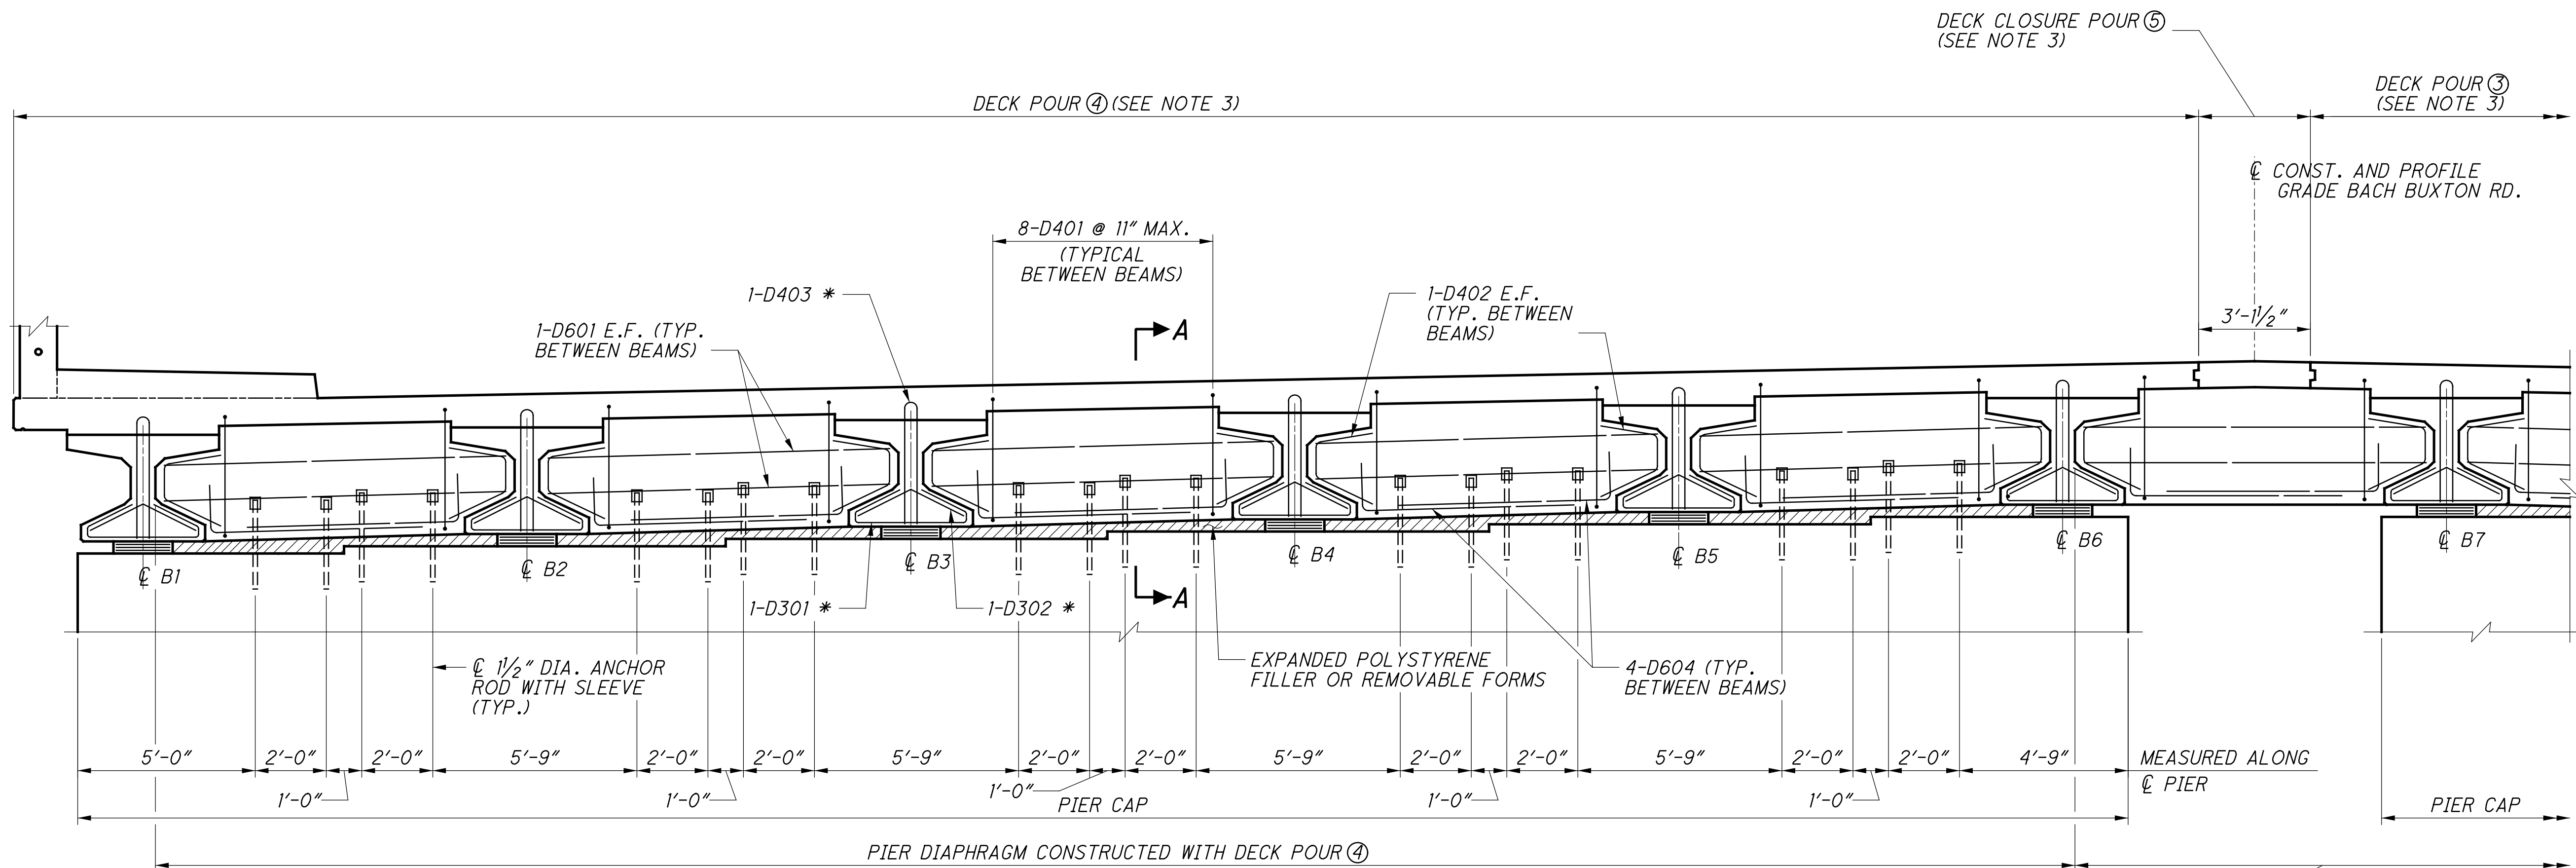 DECK CLOSURE POUR ⑤
(SEE NOTE 3)
DECK POUR ④ (SEE NOTE 3)
DECK POUR ③
(SEE NOTE 3)
℄ CONST. AND PROFILE
GRADE BACH BUXTON RD.
8-D401 @ 11" MAX.
(TYPICAL
BETWEEN BEAMS)
1-D403 *
1-D402 E.F.
(TYP. BETWEEN
BEAMS)
1-D601 E.F. (TYP.
BETWEEN BEAMS)
A
3'-1½"
℄ B1
℄ B2
℄ B3
℄ B4
℄ B5
℄ B6
℄ B7
1-D301 *
1-D302 *
A
℄ 1½" DIA. ANCHOR
ROD WITH SLEEVE
(TYP.)
EXPANDED POLYSTYRENE
FILLER OR REMOVABLE FORMS
4-D604 (TYP.
BETWEEN BEAMS)
5'-0" 2'-0" 2'-0" 5'-9" 2'-0" 2'-0" 5'-9" 2'-0" 2'-0" 5'-9" 2'-0" 2'-0" 5'-9" 2'-0" 2'-0" 4'-9"
MEASURED ALONG
℄ PIER
1'-0" 1'-0" 1'-0" 1'-0" 1'-0"
PIER CAP
PIER CAP
PIER DIAPHRAGM CONSTRUCTED WITH DECK POUR ④